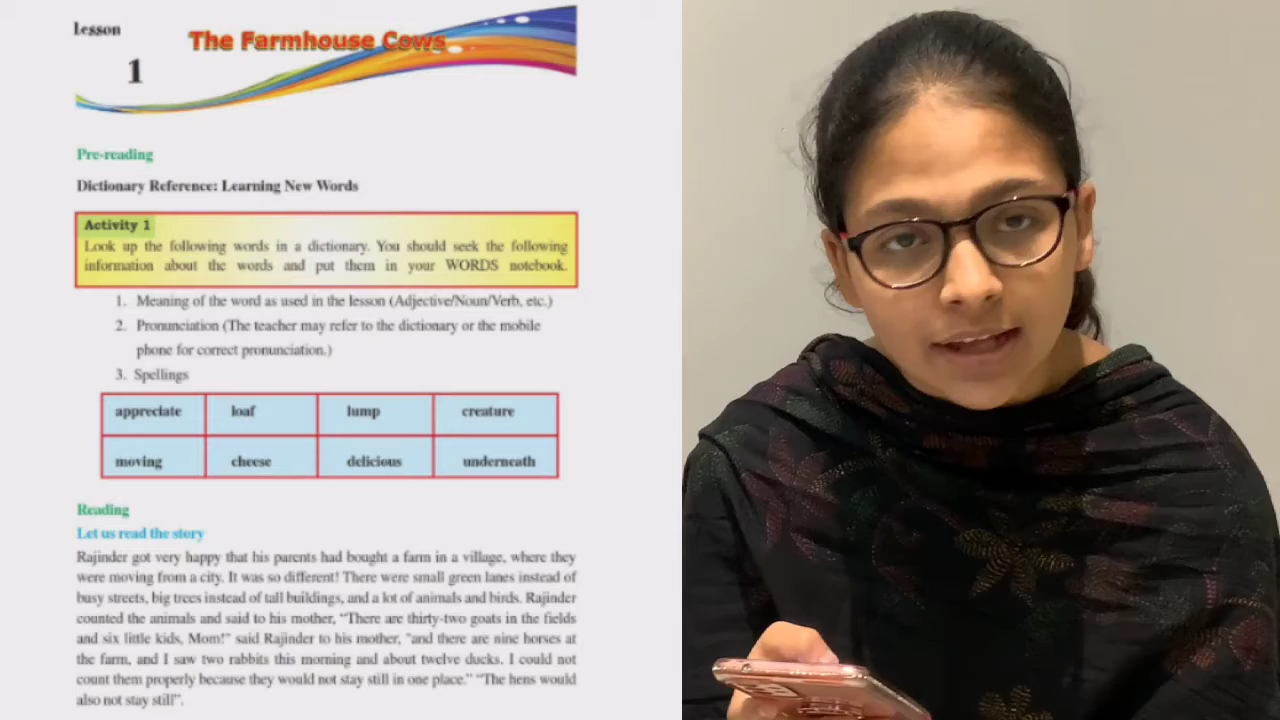 Lesson
1
The Farmhouse Cows
Pre-reading
Dictionary Reference: Learning New Words
Activity 1
Look up the following words in a dictionary. You should seek the following
information about the words and put them in your WORDS notebook.
1. Meaning of the word as used in the lesson (Adjective/Noun/Verb, etc.)
2. Pronunciation (The teacher may refer to the dictionary or the mobile
phone for correct pronunciation.)
3. Spellings
appreciate loaf lump creature
moving cheese delicious underneath
Reading
Let us read the story
Rajinder got very happy that his parents had bought a farm in a village, where they
were moving from a city. It was so different! There were small green lanes instead of
busy streets, big trees instead of tall buildings, and a lot of animals and birds. Rajinder
counted the animals and said to his mother, “There are thirty-two goats in the fields
and six little kids, Mom!” said Rajinder to his mother, “and there are nine horses at
the farm, and I saw two rabbits this morning and about twelve ducks. I could not
count them properly because they would not stay still in one place.” “The hens would
also not stay still”.